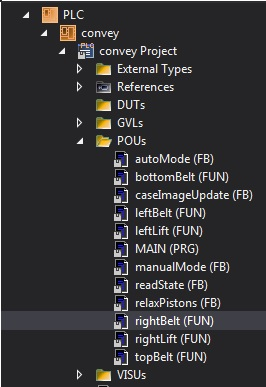 PLC
convey
convey Project
External Types
References
DUTs
GVLs
POUs
autoMode (FB)
bottomBelt (FUN)
caseImageUpdate (FB)
leftBelt (FUN)
leftLift (FUN)
MAIN (PRG)
manualMode (FB)
readState (FB)
relaxPistons (FB)
rightBelt (FUN)
rightLift (FUN)
topBelt (FUN)
VISUs